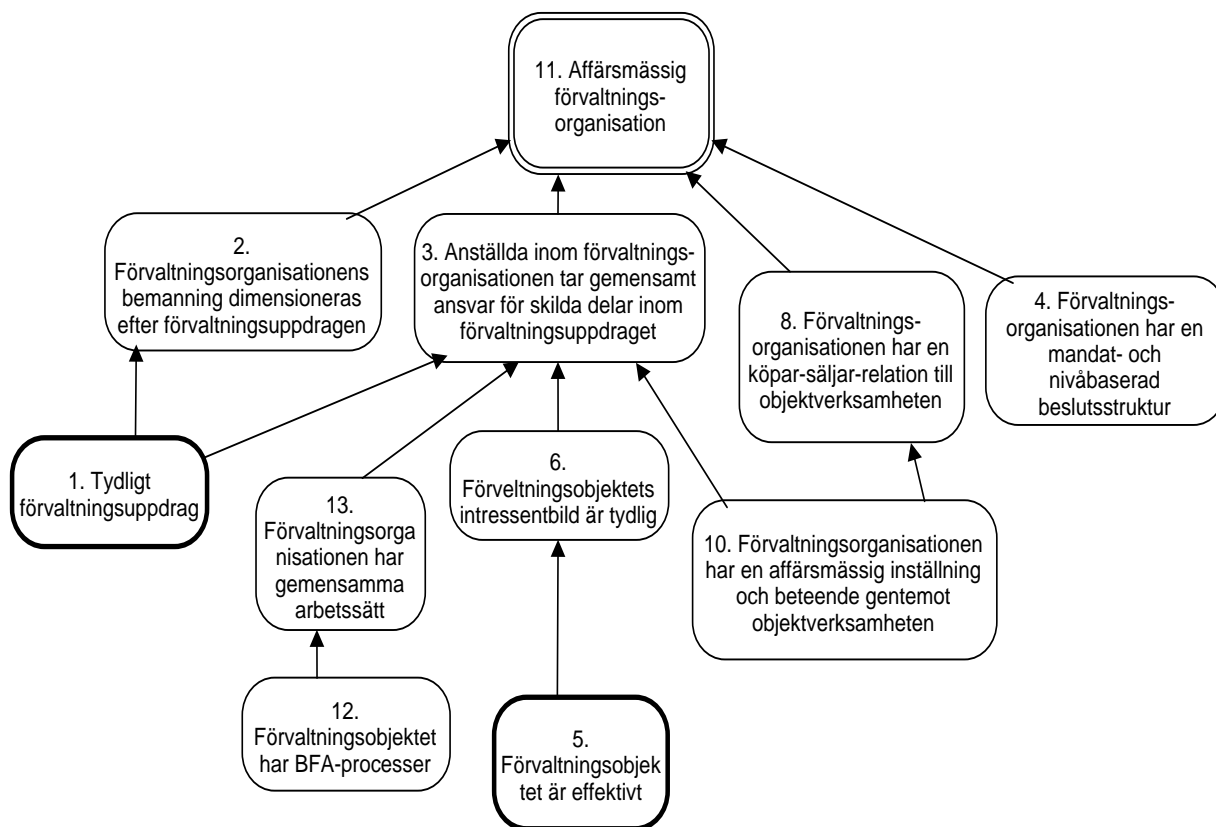 11. Affärsmässig
förvaltnings-
organisation
2.
Förvaltningsorganisationens
bemanning dimensioneras
efter förvaltningsuppdragen
3. Anställda inom förvaltnings-
organisationen tar gemensamt
ansvar för skilda delar inom
förvaltningsuppdraget
8. Förvaltnings-
organisationen har en
köpar-säljar-relation till
objektverksamheten
4. Förvaltnings-
organisationen har en
mandat- och
nivåbaserad
beslutsstruktur
1. Tydligt
förvaltningsuppdrag
13.
Förvaltningsorga
nisationen har
gemensamma
arbetssätt
6.
Förveltningsobjektets
intressentbild är tydlig
10. Förvaltningsorganisationen
har en affärsmässig inställning
och beteende gentemot
objektverksamheten
12.
Förvaltningsobjektet
har BFA-processer
5.
Förvaltningsobjek
tet är effektivt